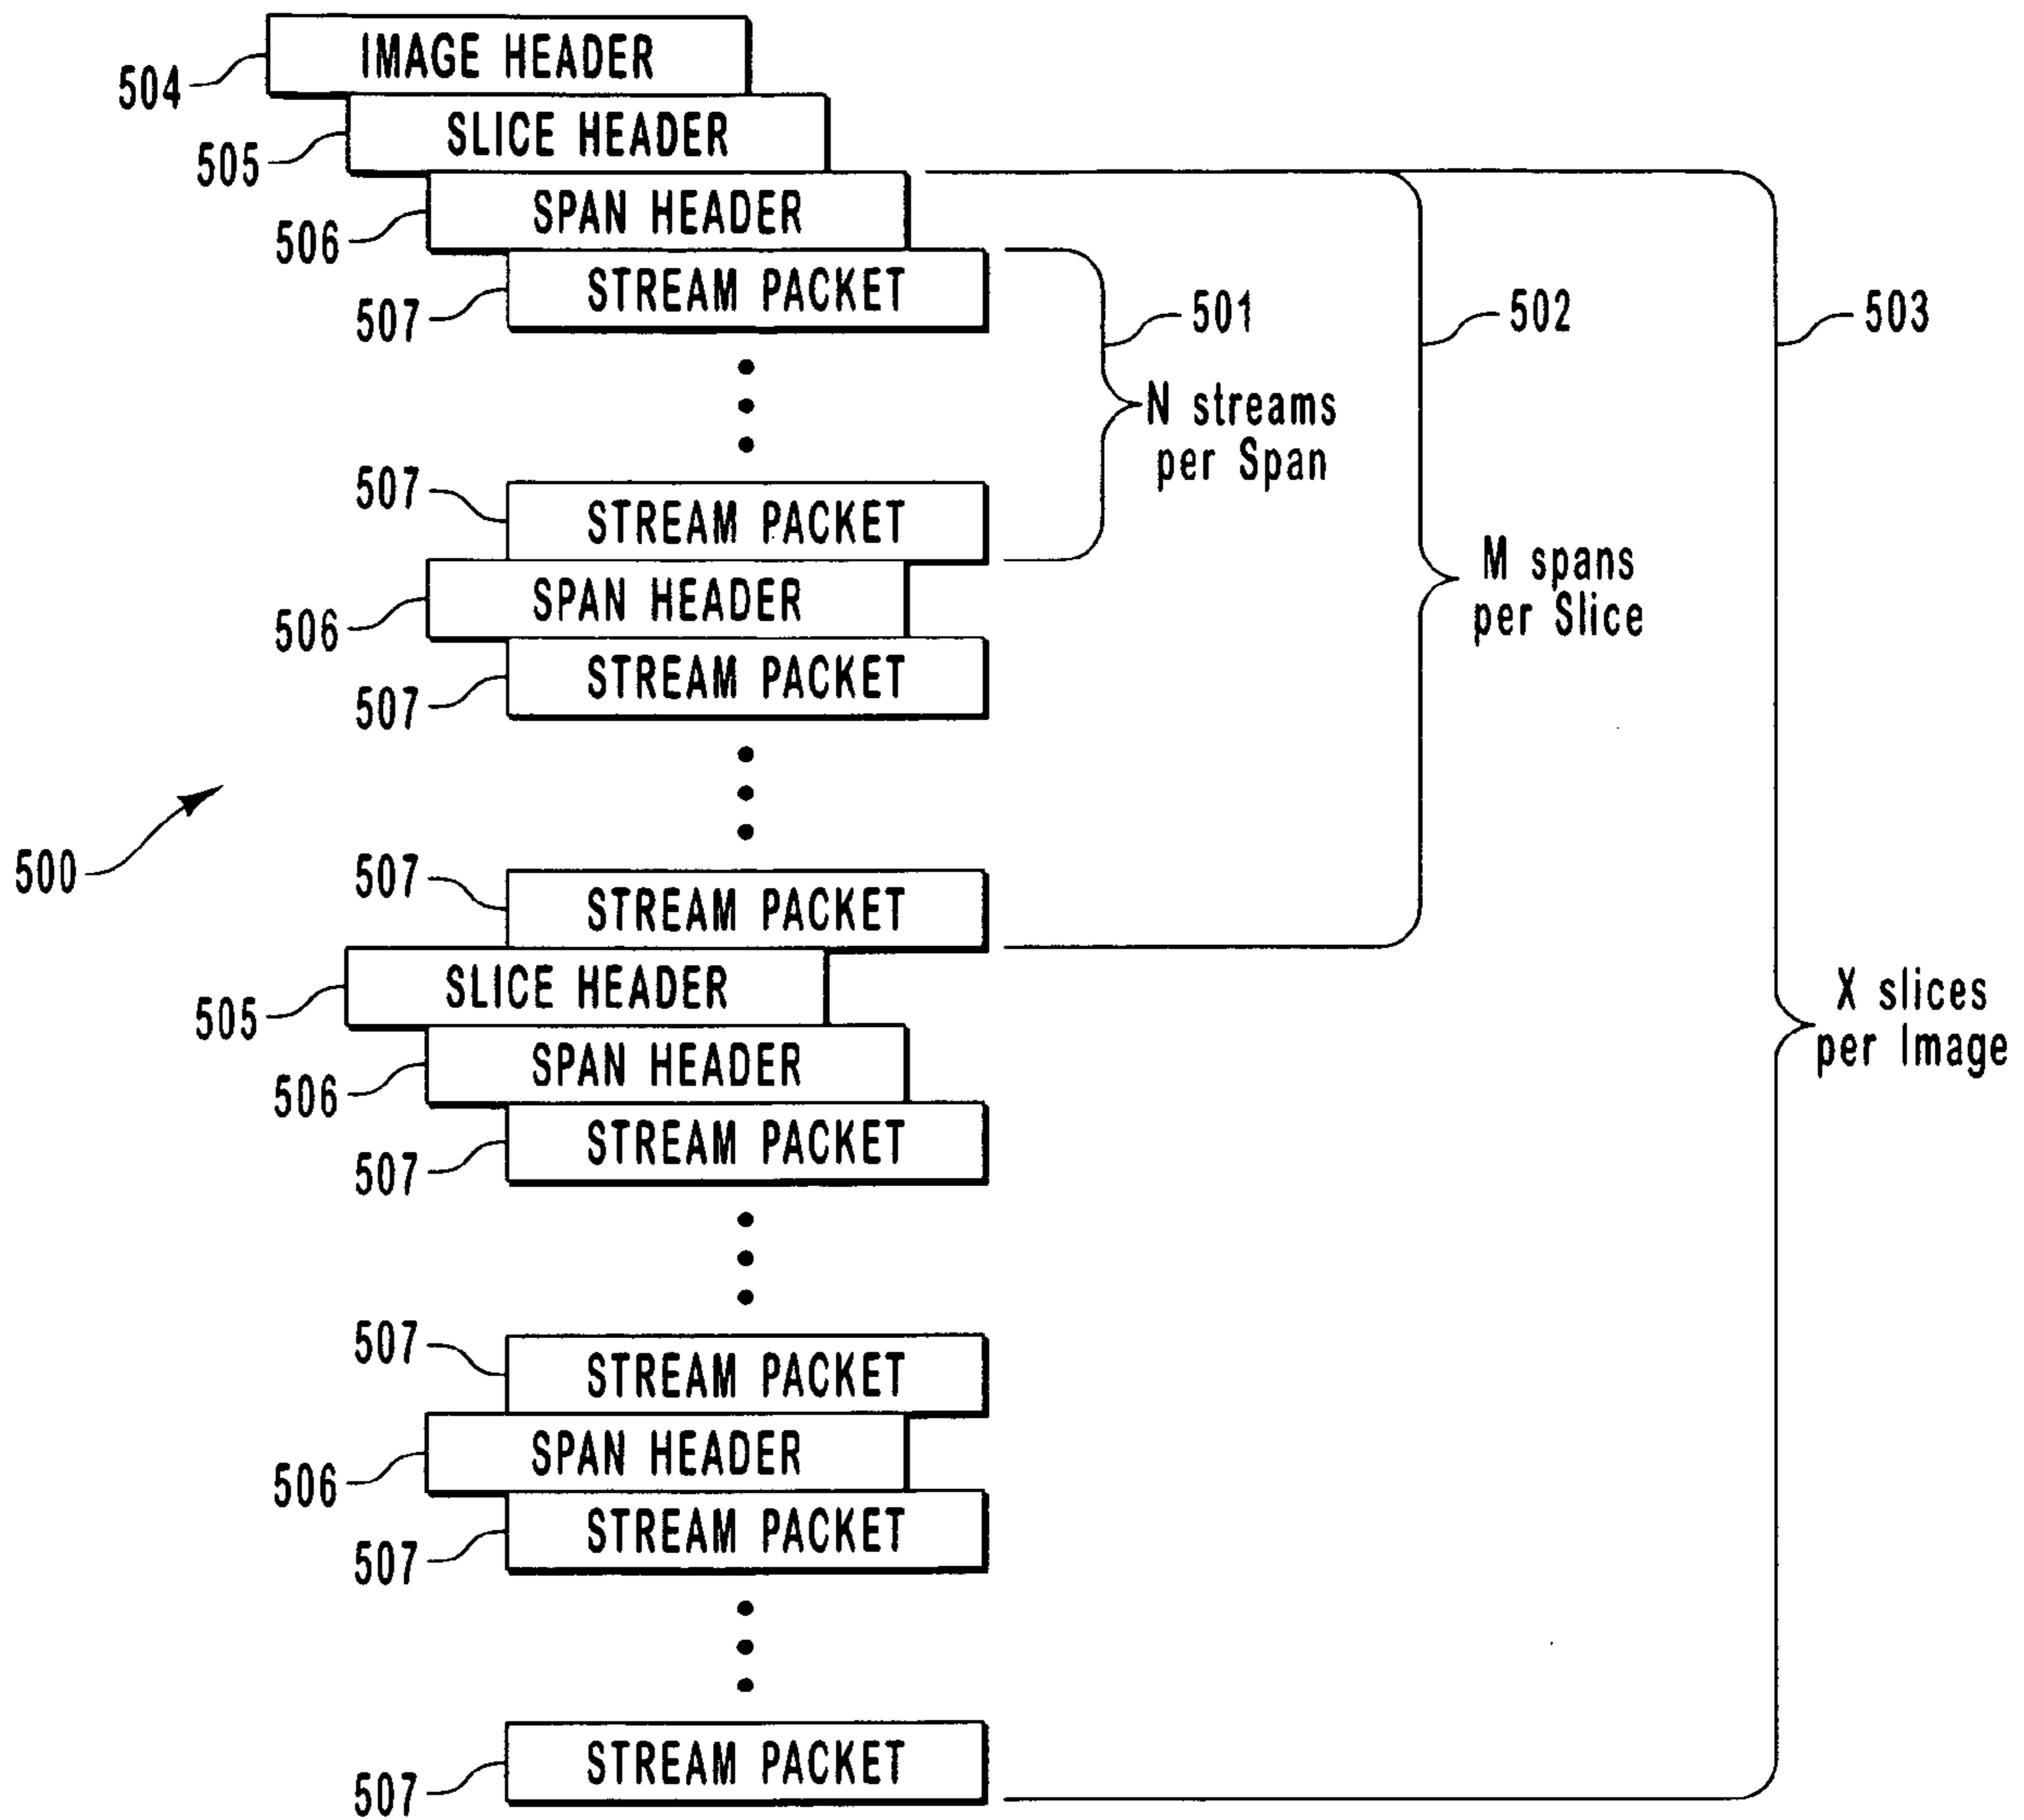 IMAGE HEADER
504
SLICE HEADER
505
SPAN HEADER
506
STREAM PACKET
507
501
502
503
N streams
per Span
507
STREAM PACKET
SPAN HEADER
506
M spans
per Slice
STREAM PACKET
507
500
507
STREAM PACKET
SLICE HEADER
505
X slices
per Image
SPAN HEADER
506
STREAM PACKET
507
507
STREAM PACKET
SPAN HEADER
506
STREAM PACKET
507
STREAM PACKET
507